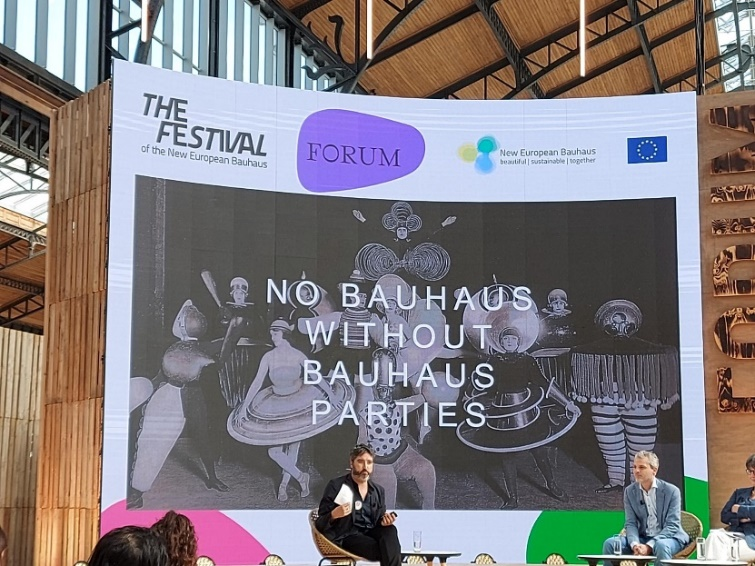 THE
FESTIVAL
of the New European Bauhaus
FORUM
New European Bauhaus
beautiful | sustainable | together
NO BAUHAUS
WITHOUT
BAUHAUS
PARTIES